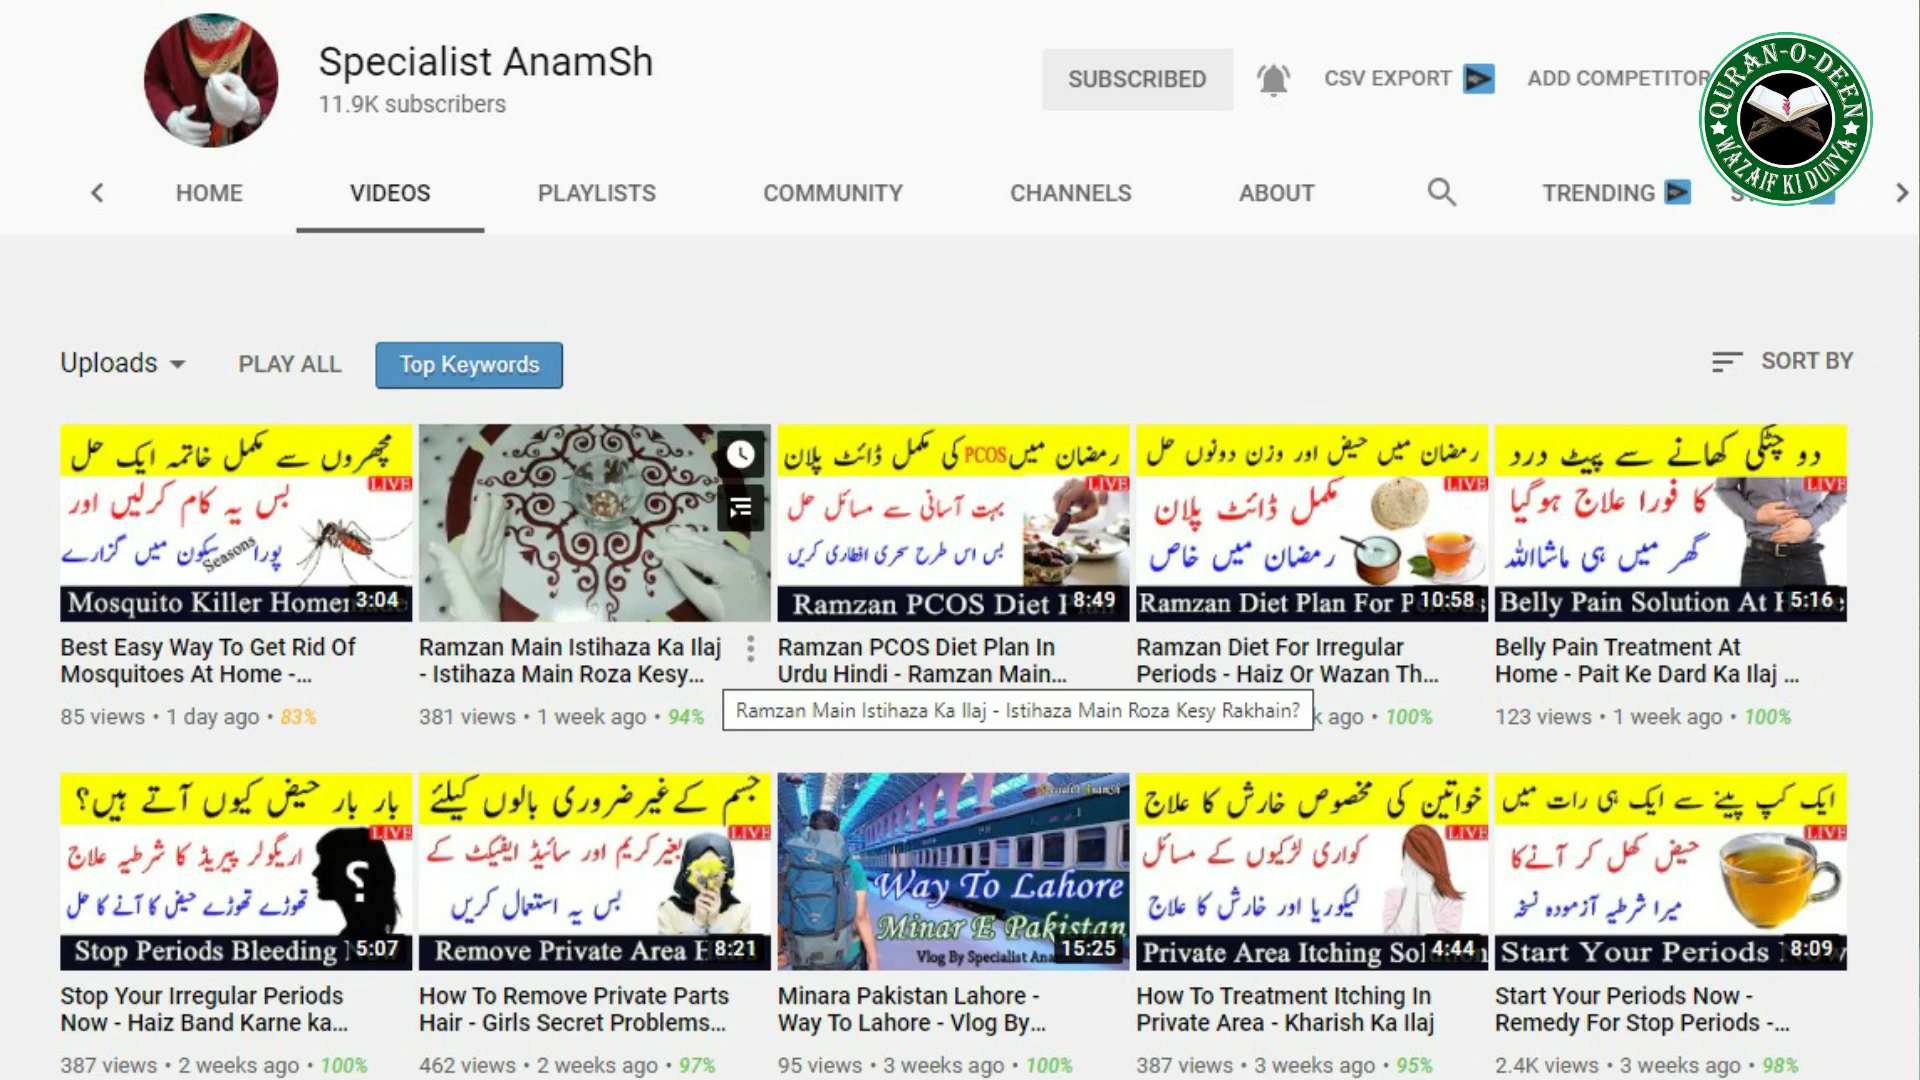 Specialist AnamSh
11.9K subscribers
SUBSCRIBED
CSV EXPORT
ADD COMPETITOR
QURAN-O-DEEN
WAZAIF KI DUNYA
HOME
VIDEOS
PLAYLISTS
COMMUNITY
CHANNELS
ABOUT
TRENDING
Uploads
PLAY ALL
Top Keywords
SORT BY
مچھروں سے مکمل خاتمہ ایک حل
LIVE
بس یہ کام کرلیں اور
پورا Seasons سکون میں گزارے
Mosquito Killer Homem
3:04
Best Easy Way To Get Rid Of
Mosquitoes At Home -...
85 views • 1 day ago • 83%
Ramzan Main Istihaza Ka Ilaj
- Istihaza Main Roza Kesy...
381 views • 1 week ago • 94%
Ramzan Main Istihaza Ka Ilaj - Istihaza Main Roza Kesy Rakhain?
رمضان میں PCOS کی مکمل ڈائٹ پلان
LIVE
بہت آسانی سے مسائل حل
بس اس طرح سحری افطاری کریں
Ramzan PCOS Diet
8:49
Ramzan PCOS Diet Plan In
Urdu Hindi - Ramzan Main...
رمضان میں حیض اور وزن دونوں حل
LIVE
مکمل ڈائٹ پلان
رمضان میں خاص
Ramzan Diet Plan For P
10:58
Ramzan Diet For Irregular
Periods - Haiz Or Wazan Th...
k ago • 100%
دو چٹکی کھانے سے پیٹ درد
LIVE
کا فورا علاج ہوگیا
گھر میں ہی ماشااللہ
Belly Pain Solution At
5:16
Belly Pain Treatment At
Home - Pait Ke Dard Ka Ilaj ...
123 views • 1 week ago • 100%
بار بار حیض کیوں آتے ہیں؟
LIVE
اریگولر پیریڈ کا شرطیہ علاج
تھوڑے تھوڑے حیض کا آنے کا حل
Stop Periods Bleeding
5:07
Stop Your Irregular Periods
Now - Haiz Band Karne ka...
387 views • 2 weeks ago • 100%
جسم کے غیر ضروری بالوں کیلئے
LIVE
بغیر کریم اور سائیڈ ایفیکٹ کے
بس یہ استعمال کریں
Remove Private Area
8:21
How To Remove Private Parts
Hair - Girls Secret Problems...
462 views • 2 weeks ago • 97%
Specialist AnamSh
Way To Lahore
Minar E Pakistan
Vlog By Specialist Ana
15:25
Minara Pakistan Lahore -
Way To Lahore - Vlog By...
95 views • 3 weeks ago • 100%
خواتین کی مخصوص خارش کا علاج
LIVE
کواری لڑکیوں کے مسائل
لیکوریا اور خارش کا علاج
Private Area Itching Sol
4:44
How To Treatment Itching In
Private Area - Kharish Ka Ilaj
387 views • 3 weeks ago • 95%
ایک کپ پینے سے ایک ہی رات میں
LIVE
حیض کھل کر آنے کا
میرا شرطیہ آزمودہ نسخہ
Start Your Periods
8:09
Start Your Periods Now -
Remedy For Stop Periods -...
2.4K views • 3 weeks ago • 98%